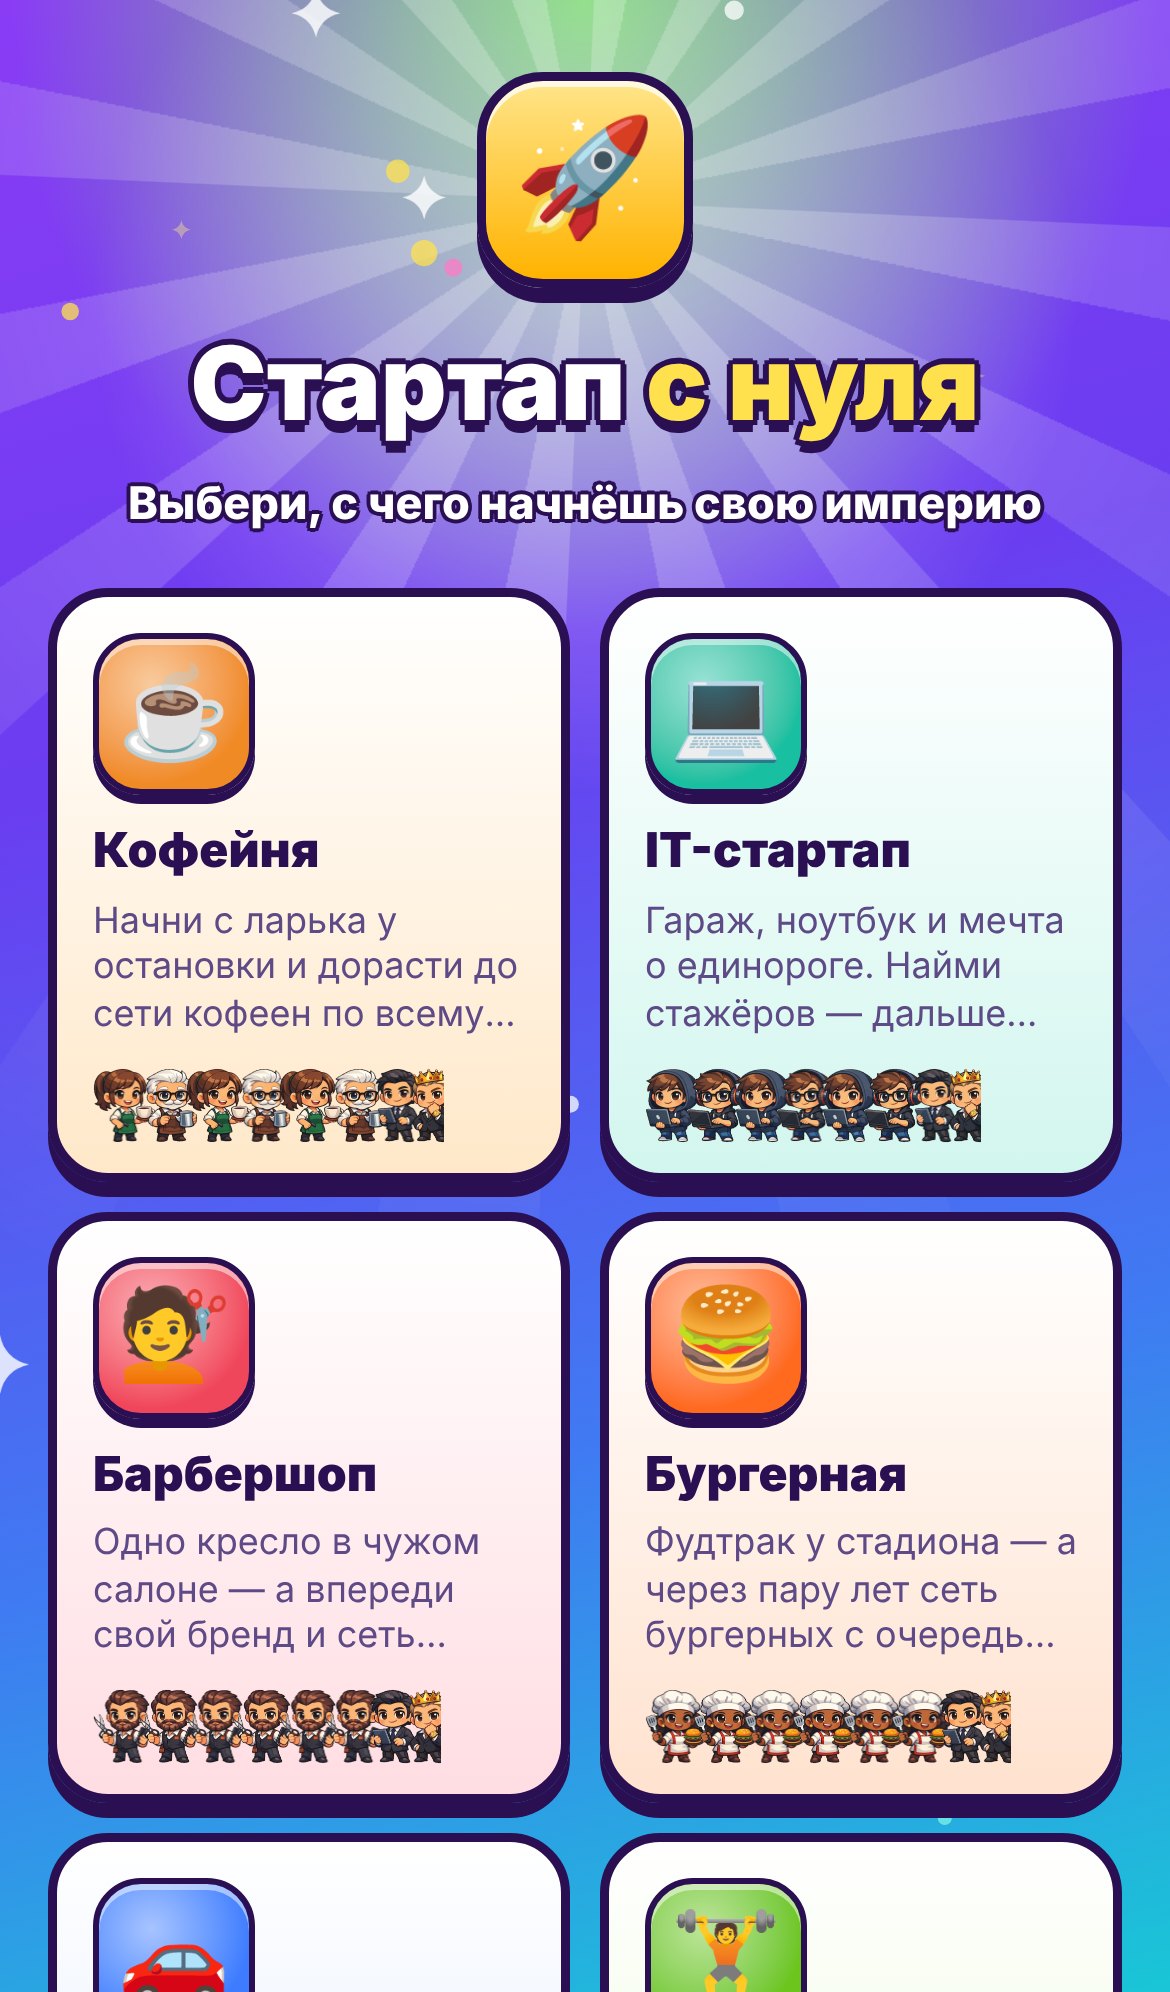 Стартап с нуля
Выбери, с чего начнёшь свою империю
Кофейня
Начни с ларька у
остановки и дорасти до
сети кофеен по всему...
IT-стартап
Гараж, ноутбук и мечта
о единороге. Найми
стажёров — дальше...
Барбершоп
Одно кресло в чужом
салоне — а впереди
свой бренд и сеть...
Бургерная
Фудтрак у стадиона — а
через пару лет сеть
бургерных с очередь...